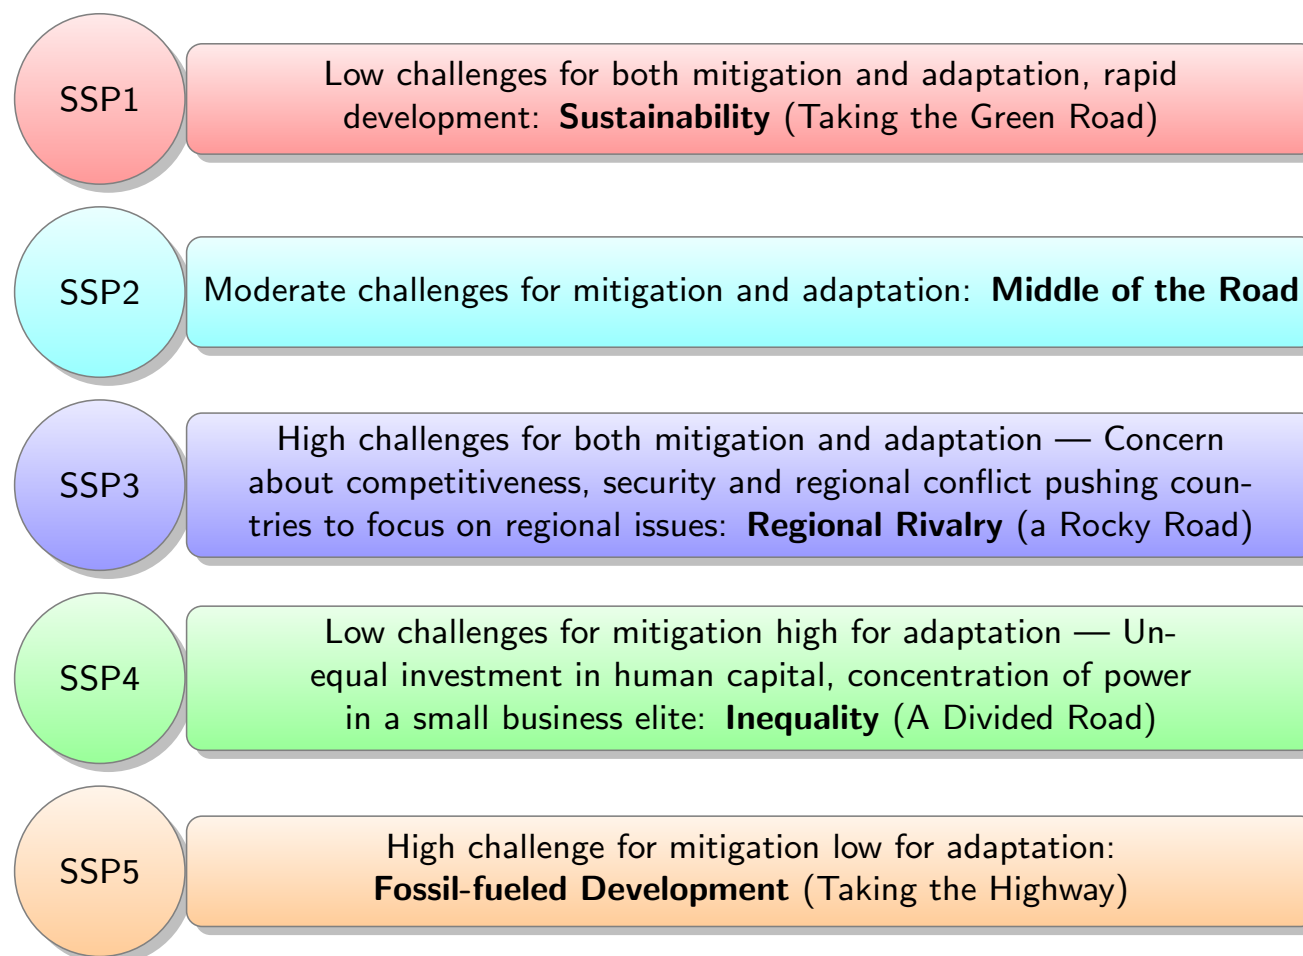 SSP1
Low challenges for both mitigation and adaptation, rapid
development: Sustainability (Taking the Green Road)
SSP2
Moderate challenges for mitigation and adaptation: Middle of the Road
SSP3
High challenges for both mitigation and adaptation — Concern
about competitiveness, security and regional conflict pushing coun-
tries to focus on regional issues: Regional Rivalry (a Rocky Road)
SSP4
Low challenges for mitigation high for adaptation — Un-
equal investment in human capital, concentration of power
in a small business elite: Inequality (A Divided Road)
SSP5
High challenge for mitigation low for adaptation:
Fossil-fueled Development (Taking the Highway)